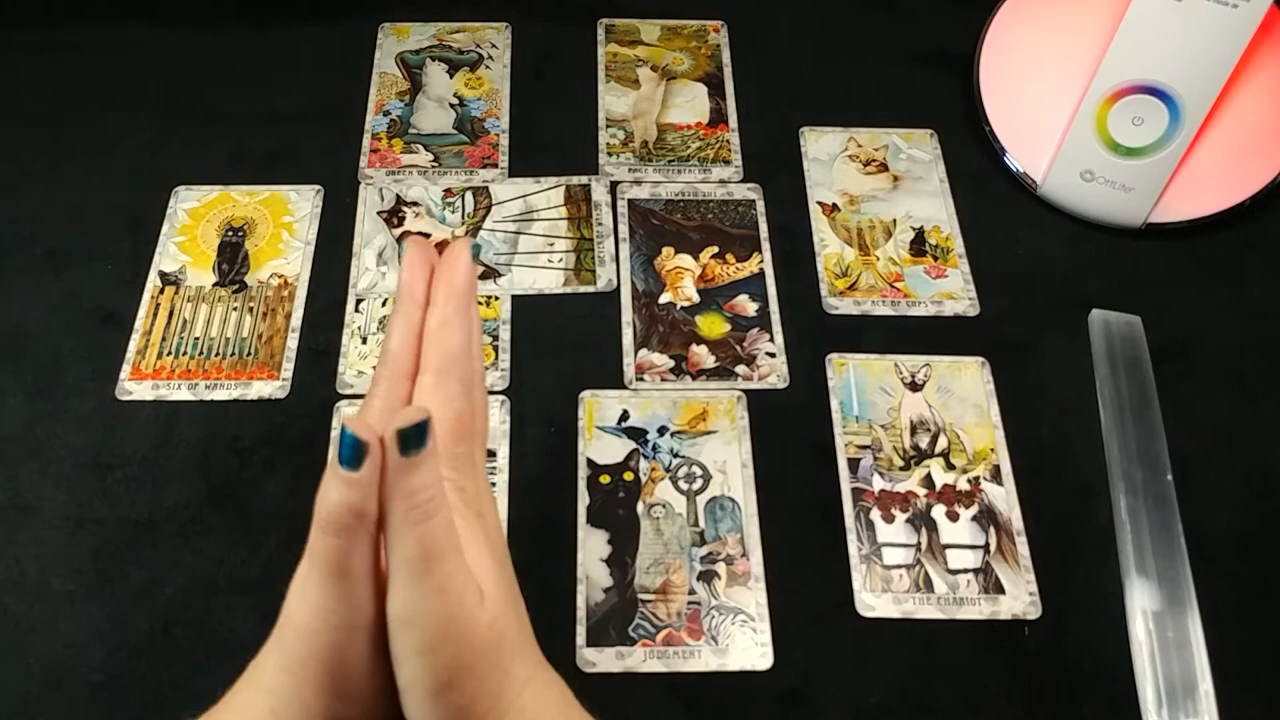 QUEEN OF PENTACLES
PAGE OF PENTACLES
OttLite
THE HERMIT
ACE OF CUPS
SIX OF WANDS
THE CHARIOT
JUDGMENT